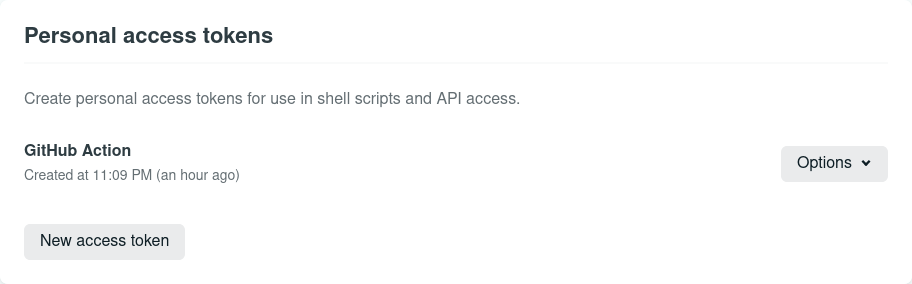 Personal access tokens
Create personal access tokens for use in shell scripts and API access.
GitHub Action
Created at 11:09 PM (an hour ago)
Options
New access token